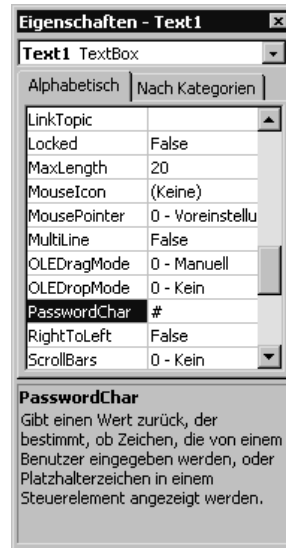 Eigenschaften - Text1
Text1 TextBox
Alphabetisch Nach Kategorien
LinkTopic
Locked False
MaxLength 20
MouseIcon (Keine)
MousePointer 0 - Voreinstellu
MultiLine False
OLEDragMode 0 - Manuell
OLEDropMode 0 - Kein
PasswordChar #
RightToLeft False
ScrollBars 0 - Kein
PasswordChar
Gibt einen Wert zurück, der
bestimmt, ob Zeichen, die von einem
Benutzer eingegeben werden, oder
Platzhalterzeichen in einem
Steuerelement angezeigt werden.